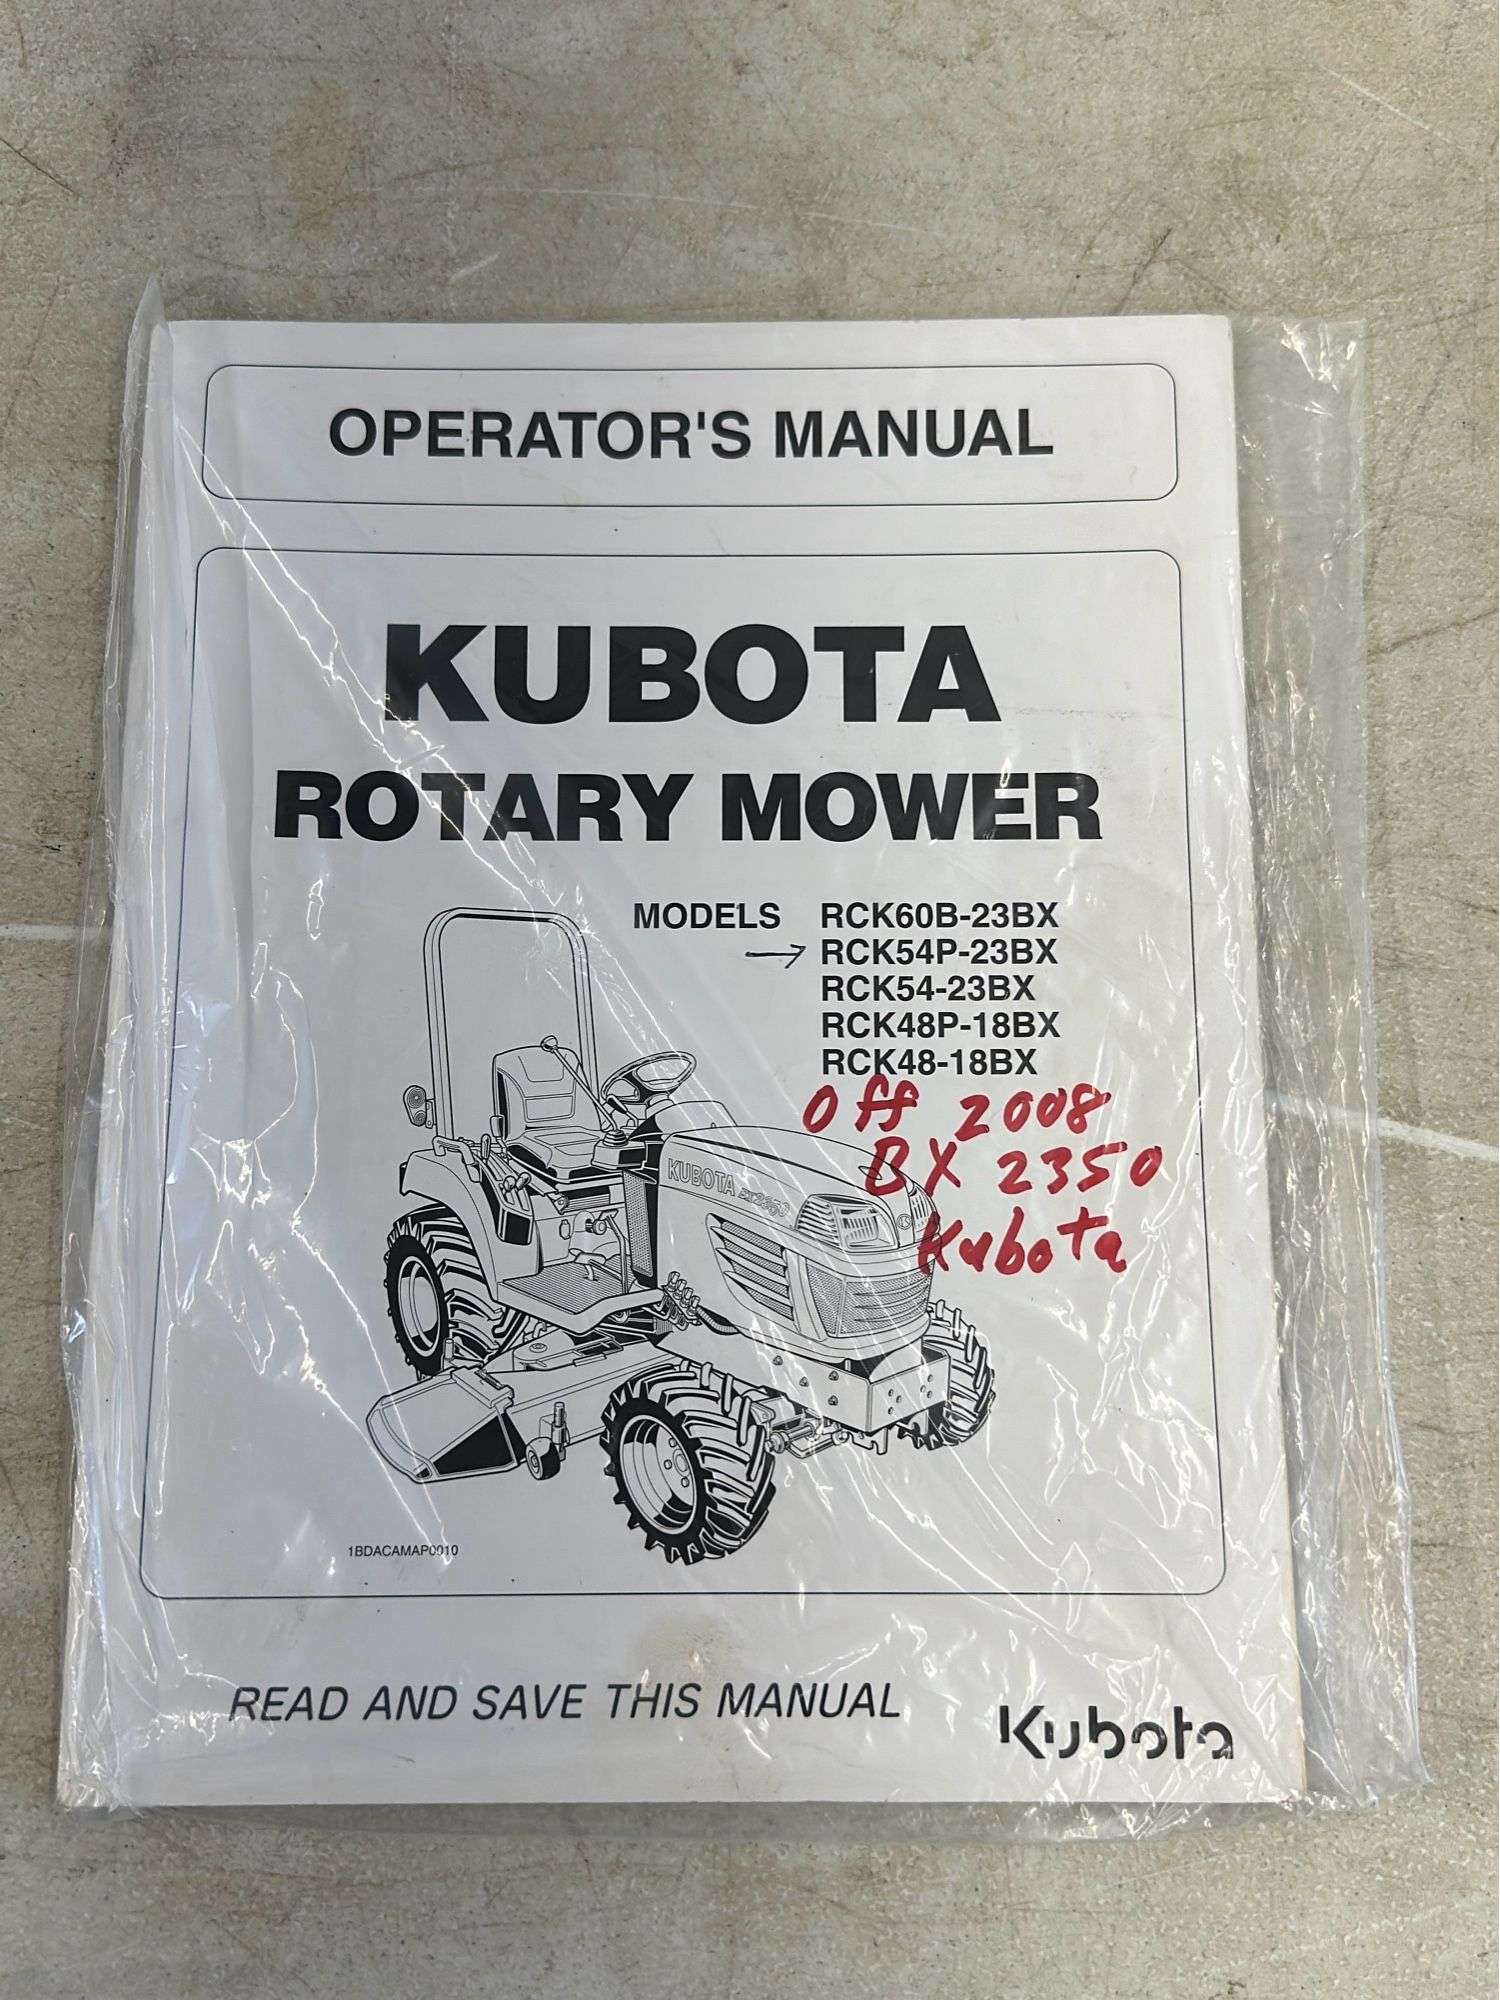 OPERATOR'S MANUAL
KUBOTA
ROTARY MOWER
MODELS RCK60B-23BX
→ RCK54P-23BX
RCK54-23BX
RCK48P-18BX
RCK48-18BX
Off 2008
BX 2350
Kubota
KUBOTA BX2350
1BDACAMAP0010
READ AND SAVE THIS MANUAL
Kubota